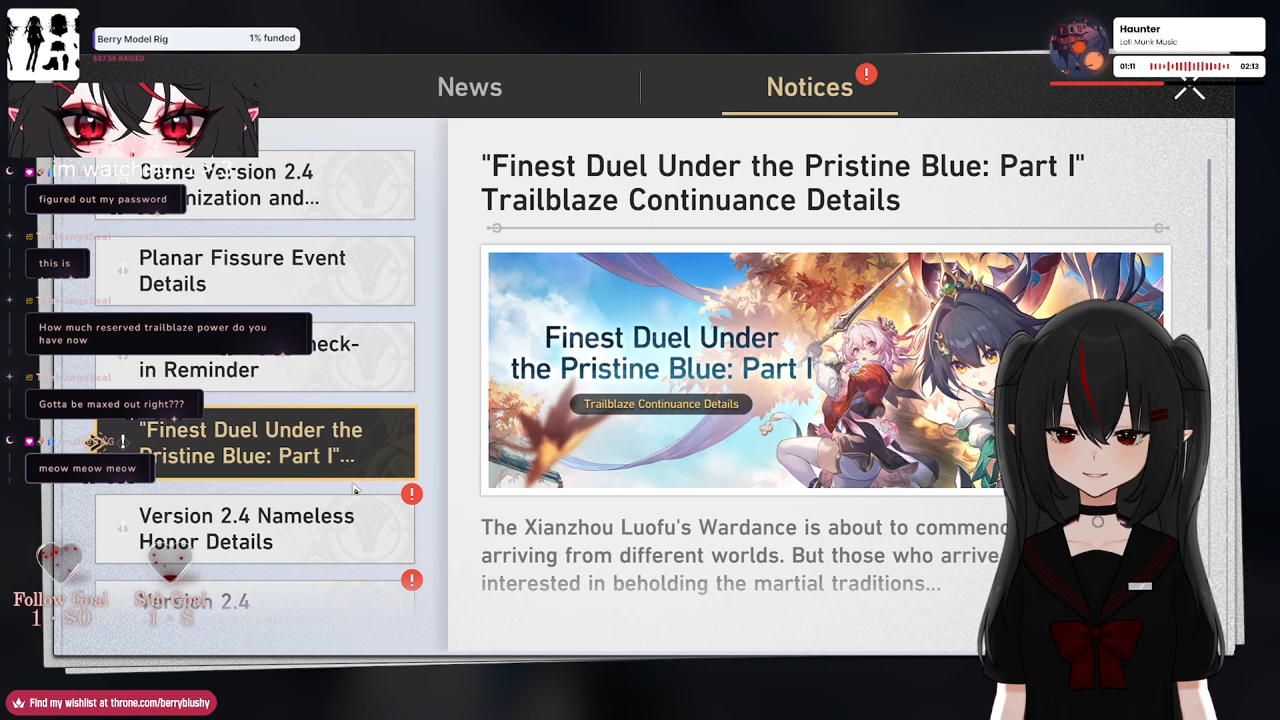 Berry Model Rig
1% funded
$87.50 RAISED
Haunter
Lofi Munk Music
01:11
02:13
News
Notices
!
im watching
Game Version 2.4
nization and...
figured out my password
Planar Fissure Event
Details
this is
How much reserved trailblaze power do you
have now
heck-
in Reminder
Gotta be maxed out right???
"Finest Duel Under the
Pristine Blue: Part I"...
meow meow meow
!
Version 2.4 Nameless
Honor Details
!
Version 2.4
Follow Goal
Sub Goal
Find my wishlist at throne.com/berryblushy
"Finest Duel Under the Pristine Blue: Part I"
Trailblaze Continuance Details
Finest Duel Under
the Pristine Blue: Part I
Trailblaze Continuance Details
The Xianzhou Luofu's Wardance is about to commenc
arriving from different worlds. But those who arrive
interested in beholding the martial traditions...